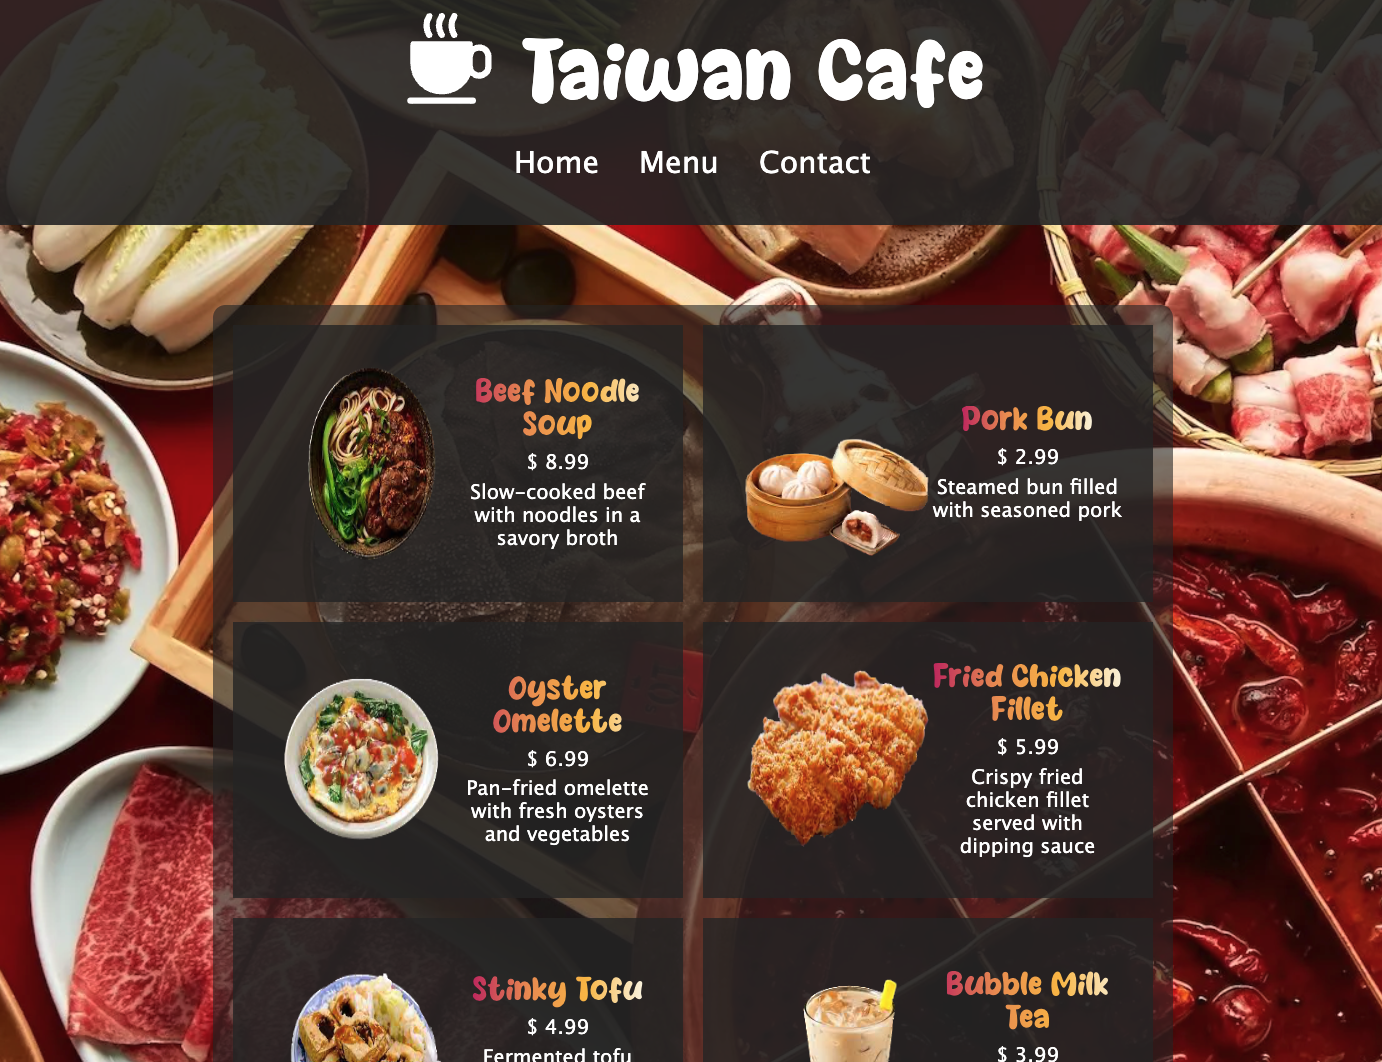 Taiwan Cafe
Home Menu Contact
Beef Noodle
Soup
$ 8.99
Slow-cooked beef
with noodles in a
savory broth
Pork Bun
$ 2.99
Steamed bun filled
with seasoned pork
Oyster
Omelette
$ 6.99
Pan-fried omelette
with fresh oysters
and vegetables
Fried Chicken
Fillet
$ 5.99
Crispy fried
chicken fillet
served with
dipping sauce
Stinky Tofu
$ 4.99
Fermented tofu
Bubble Milk
Tea
$ 3.99